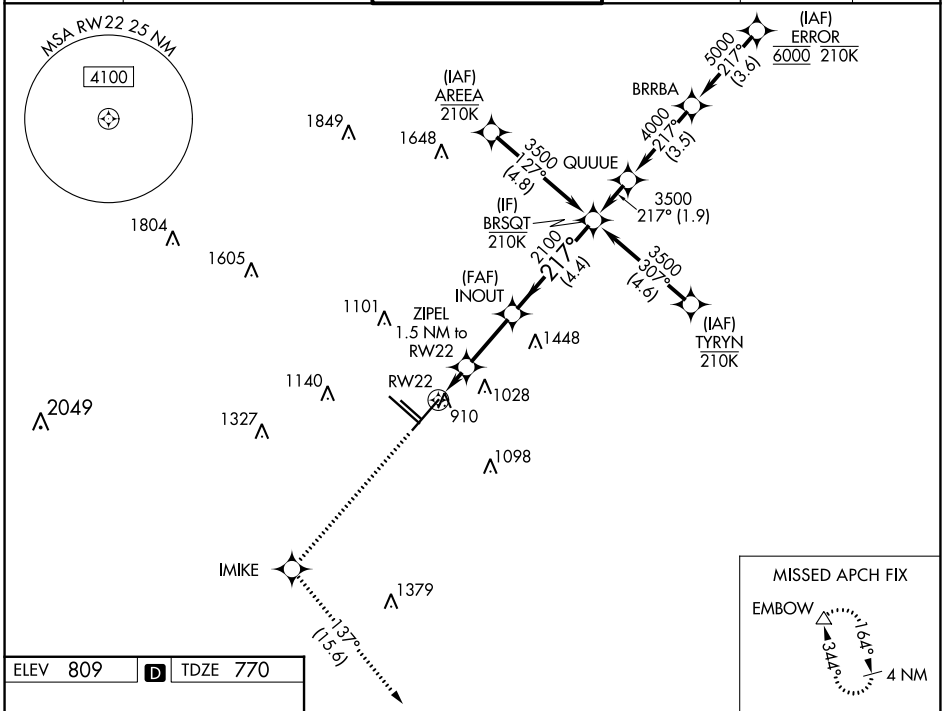 MSA RW22 25 NM
4100
(IAF)
ERROR
6000 210K
5000
217°
(3.6)
BRRBA
4000
217°
(3.5)
(IAF)
AREEA
210K
1849
1648
3500
127°
(4.8)
QUUUE
3500
217° (1.9)
(IF)
BRSQT
210K
2100
217°
(4.4)
3500
307°
(4.6)
(IAF)
TYRYN
210K
1804
1605
(FAF)
INOUT
1101
ZIPEL
1.5 NM to
RW22
1448
RW22
1140
1028
910
2049
1327
1098
IMIKE
1379
137°
(15.6)
MISSED APCH FIX
EMBOW
164°
344°
4 NM
ELEV 809 D TDZE 770